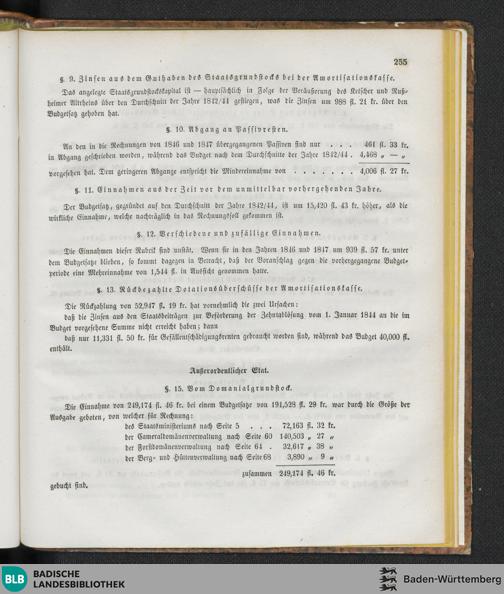 255
§. 9. Zinsen aus dem Guthaben des Staatsgrundstocks bei der Amortisationskasse.
Das angelegte Staatsgrundstockskapital ist — hauptsächlich in Folge der Veräußerung des Ketscher und Nuß-
heimer Altrheins über den Durchschnitt der Jahre 1842/44 gestiegen, was die Zinsen um 988 fl. 21 kr. über den
Budgetsatz gehoben hat.
§. 10. Abgang an Passivresten.
An den in die Rechnungen von 1846 und 1847 übergegangenen Passiven sind nur . . . 461 fl. 33 kr.
in Abgang geschrieben worden, während das Budget nach dem Durchschnitte der Jahre 1842/44 . 4,468 „ — „
vorgesehen hat. Dem geringeren Abgange entspricht die Mindereinnahme von . . . . . . . 4,006 fl. 27 kr.
§. 11. Einnahmen aus der Zeit vor dem unmittelbar vorhergehenden Jahre.
Der Budgetsatz, gegründet auf den Durchschnitt der Jahre 1842/44, ist um 15,420 fl. 43 kr. höher, als die
wirkliche Einnahme, welche nachträglich in das Rechnungssoll gekommen ist.
§. 12. Verschiedene und zufällige Einnahmen.
Die Einnahmen dieser Rubrik sind unstät. Wenn sie in den Jahren 1846 und 1847 um 939 fl. 57 kr. unter
dem Budgetsatze blieben, so kommt dagegen in Betracht, daß der Voranschlag gegen die vorhergegangene Budget-
periode eine Mehreinnahme von 1,544 fl. in Aussicht genommen hatte.
§. 13. Rückbezahlte Dotationsüberschüsse der Amortisationskasse.
Die Rückzahlung von 52,947 fl. 19 kr. hat vornehmlich die zwei Ursachen:
daß die Zinsen aus den Staatsbeiträgen zur Beförderung der Zehntablösung vom 1. Januar 1844 an die im
Budget vorgesehene Summe nicht erreicht haben; dann
daß nur 11,331 fl. 50 kr. für Gefällentschädigungsrenten gebraucht worden sind, während das Budget 40,000 fl.
enthält.
Außerordentlicher Etat.
§. 15. Vom Domanialgrundstock.
Die Einnahme von 249,174 fl. 46 kr. bei einem Budgetsatze von 191,523 fl. 29 kr. war durch die Größe der
Ausgabe geboten, von welcher für Rechnung:
des Staatsministeriums nach Seite 5 . . . 72,163 fl. 32 kr.
der Cameraldomänenverwaltung nach Seite 60 140,503 „ 27 „
der Forstdomänenverwaltung nach Seite 64 . 32,617 „ 38 „
der Berg- und Hüttenverwaltung nach Seite 68 3,890 „ 9 „
zusammen 249,174 fl. 46 kr.
gebucht sind.
BLB
BADISCHE
LANDESBIBLIOTHEK
Baden-Württemberg